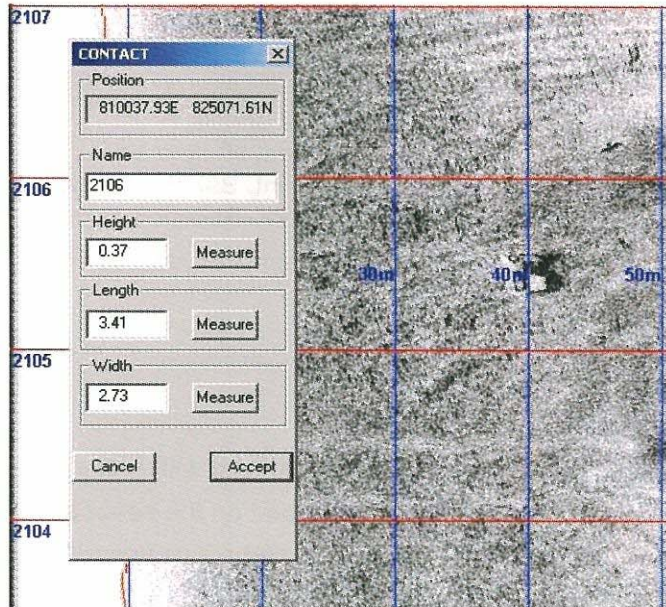 2107
CONTACT
Position
810037.93E 825071.61N
Name
2106
2106
Height
0.37 Measure
30m 40m 50m
Length
3.41 Measure
2105
Width
2.73 Measure
Cancel Accept
2104